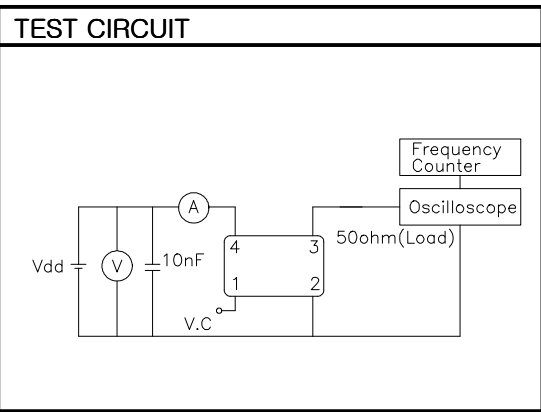 TEST CIRCUIT
Frequency
Counter
Oscilloscope
A
50ohm(Load)
4
3
Vdd
V
10nF
1
2
V.C